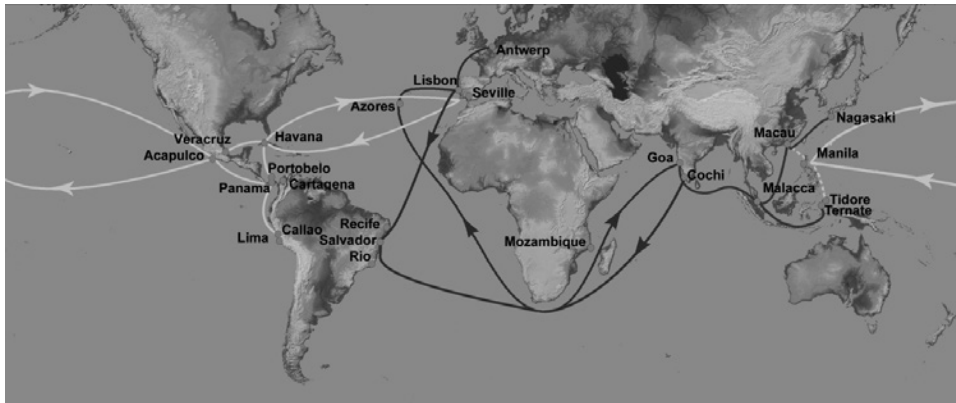 Antwerp
Lisbon
Seville
Azores
Nagasaki
Macau
Veracruz
Havana
Acapulco
Goa
Manila
Portobelo
Cochi
Panama
Cartagena
Malacca
Tidore
Ternate
Recife
Callao
Lima
Salvador
Mozambique
Rio